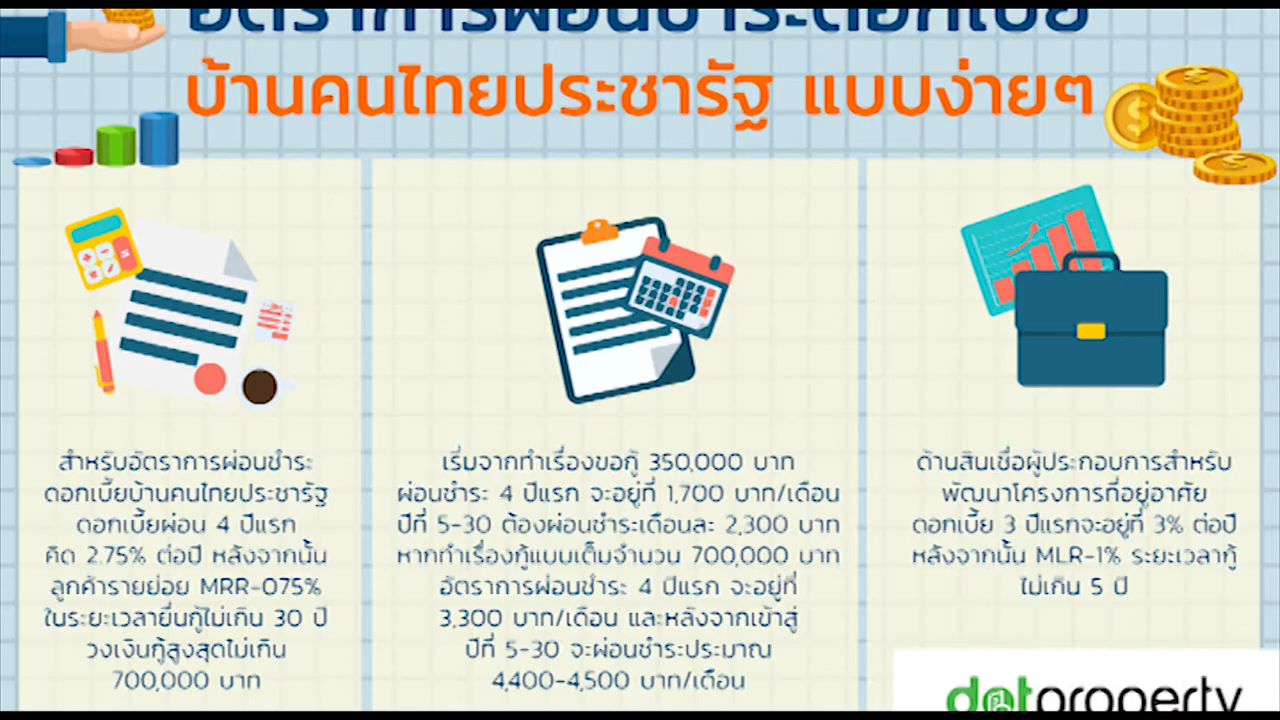 อัตราการผ่อนชำระดอกเบี้ย
บ้านคนไทยประชารัฐ แบบง่ายๆ
สำหรับอัตราการผ่อนชำระ
ดอกเบี้ยบ้านคนไทยประชารัฐ
ดอกเบี้ยผ่อน 4 ปีแรก
คิด 2.75% ต่อปี หลังจากนั้น
ลูกค้ารายย่อย MRR-075%
ในระยะเวลายื่นกู้ไม่เกิน 30 ปี
วงเงินกู้สูงสุดไม่เกิน
700,000 บาท
เริ่มจากทำเรื่องขอกู้ 350,000 บาท
ผ่อนชำระ 4 ปีแรก จะอยู่ที่ 1,700 บาท/เดือน
ปีที่ 5-30 ต้องผ่อนชำระเดือนละ 2,300 บาท
หากทำเรื่องกู้แบบเต็มจำนวน 700,000 บาท
อัตราการผ่อนชำระ 4 ปีแรก จะอยู่ที่
3,300 บาท/เดือน และหลังจากเข้าสู่
ปีที่ 5-30 จะผ่อนชำระประมาณ
4,400-4,500 บาท/เดือน
ด้านสินเชื่อผู้ประกอบการสำหรับ
พัฒนาโครงการที่อยู่อาศัย
ดอกเบี้ย 3 ปีแรกจะอยู่ที่ 3% ต่อปี
หลังจากนั้น MLR-1% ระยะเวลากู้
ไม่เกิน 5 ปี
dotproperty